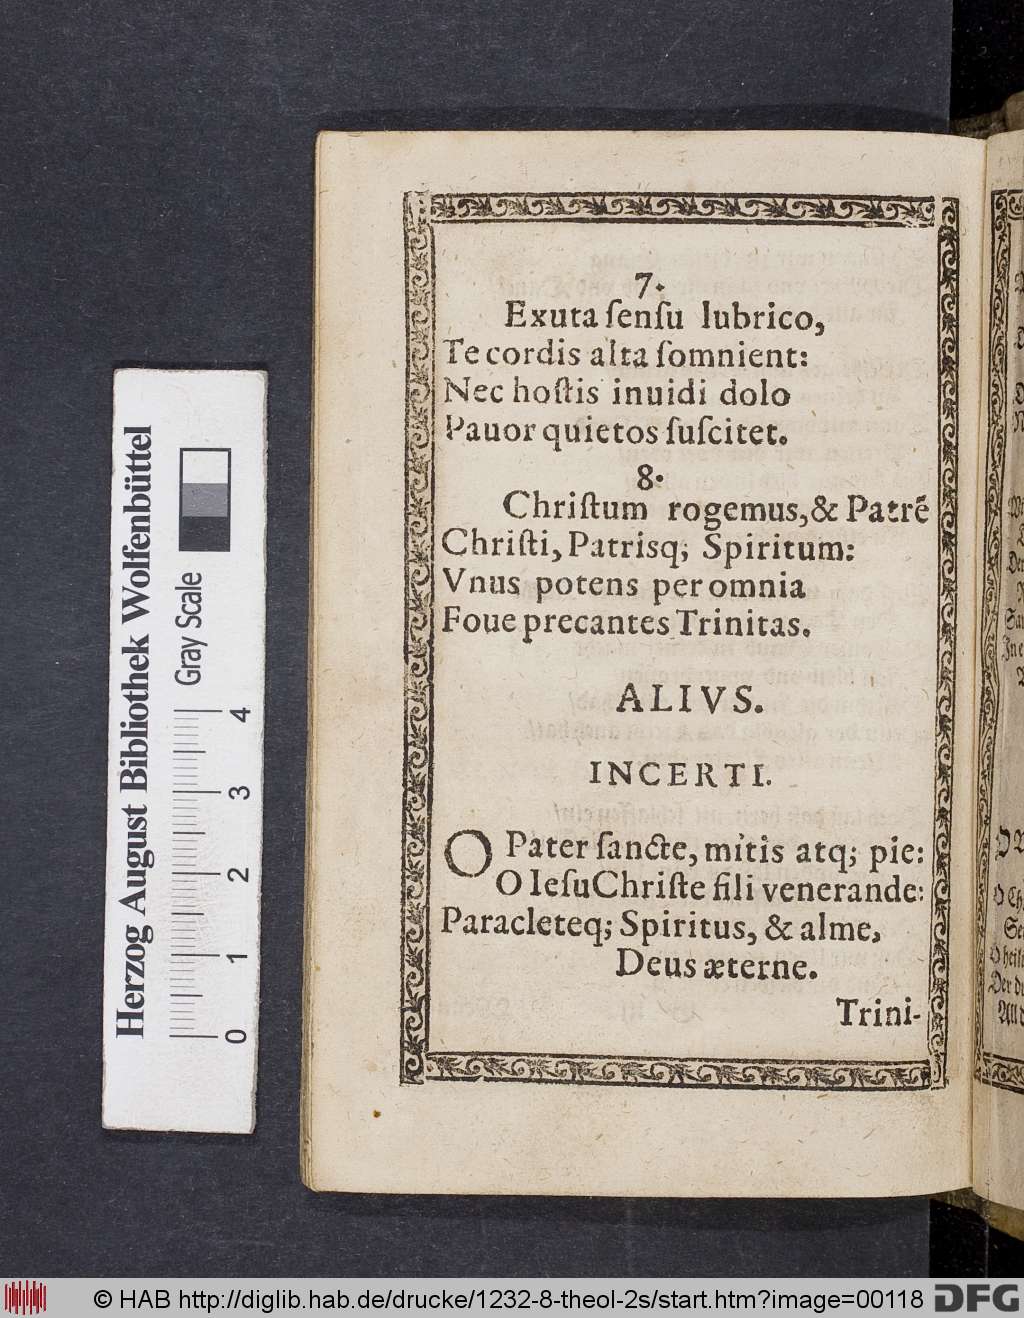 7.
Exuta ſenſu lubrico,
Te cordis alta ſomnient:
Nec hoſtis inuidi dolo
Pauor quietos ſuſcitet.
8.
Chriſtum rogemus, & Patrẽ
Chriſti, Patrisq; Spiritum:
Vnus potens per omnia
Foue precantes Trinitas.
ALIVS.
INCERTI.
O Pater ſancte, mitis atq; pie:
O Ieſu Chriſte fili venerande:
Paracleteq; Spiritus, & alme,
Deus æterne.
Trini-
Herzog August Bibliothek Wolfenbüttel
Gray Scale
0 1 2 3 4
© HAB http://diglib.hab.de/drucke/1232-8-theol-2s/start.htm?image=00118
DFG